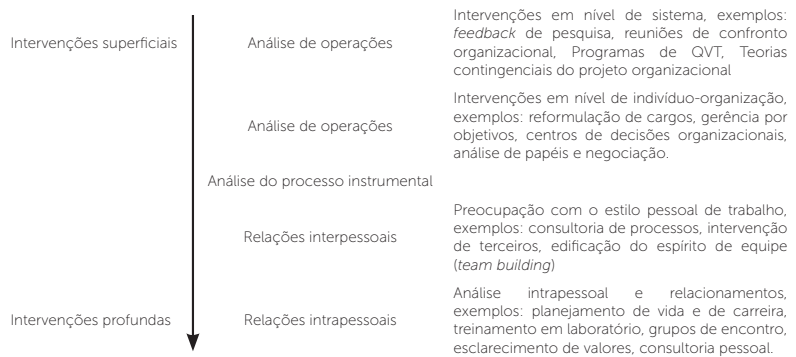 Intervenções superficiais
Análise de operações
Intervenções em nível de sistema, exemplos:
feedback de pesquisa, reuniões de confronto
organizacional, Programas de QVT, Teorias
contingenciais do projeto organizacional
Análise de operações
Intervenções em nível de indivíduo-organização,
exemplos: reformulação de cargos, gerência por
objetivos, centros de decisões organizacionais,
análise de papéis e negociação.
Análise do processo instrumental
Relações interpessoais
Preocupação com o estilo pessoal de trabalho,
exemplos: consultoria de processos, intervenção
de terceiros, edificação do espírito de equipe
(team building)
Intervenções profundas
Relações intrapessoais
Análise intrapessoal e relacionamentos,
exemplos: planejamento de vida e de carreira,
treinamento em laboratório, grupos de encontro,
esclarecimento de valores, consultoria pessoal.